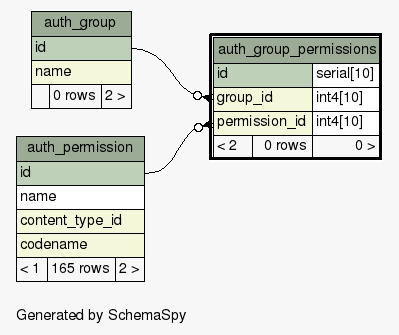 auth_group
id
name
0 rows 2 >
auth_group_permissions
id serial[10]
group_id int4[10]
permission_id int4[10]
< 2 0 rows 0 >
auth_permission
id
name
content_type_id
codename
< 1 165 rows 2 >
Generated by SchemaSpy